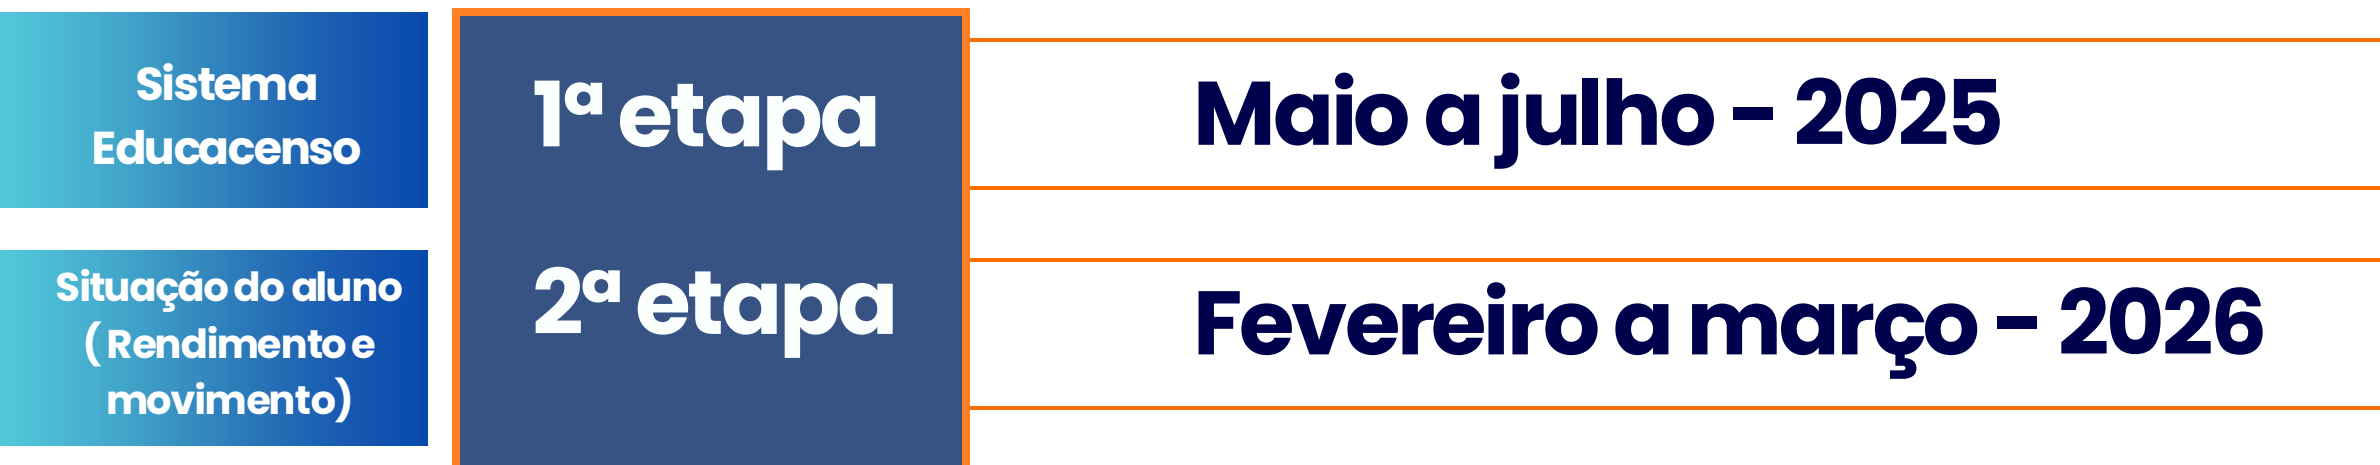 Sistema
Educacenso
1ª etapa
Maio a julho - 2025
Situação do aluno
( Rendimento e
movimento)
2ª etapa
Fevereiro a março - 2026